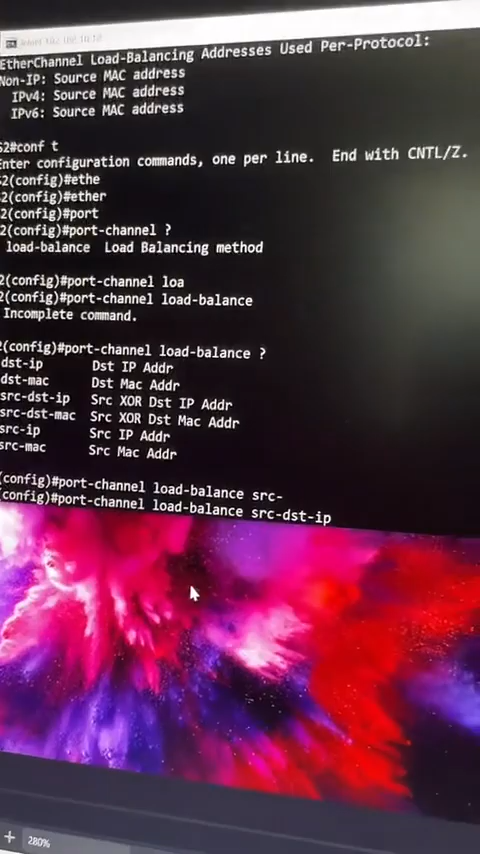 EtherChannel Load-Balancing Addresses Used Per-Protocol:
Non-IP: Source MAC address
IPv4: Source MAC address
IPv6: Source MAC address
S2#conf t
Enter configuration commands, one per line. End with CNTL/Z.
S2(config)#ethe
2(config)#ether
2(config)#port
2(config)#port-channel ?
load-balance Load Balancing method
2(config)#port-channel loa
2(config)#port-channel load-balance
Incomplete command.
2(config)#port-channel load-balance ?
dst-ip Dst IP Addr
dst-mac Dst Mac Addr
src-dst-ip Src XOR Dst IP Addr
src-dst-mac Src XOR Dst Mac Addr
src-ip Src IP Addr
src-mac Src Mac Addr
(config)#port-channel load-balance src-
(config)#port-channel load-balance src-dst-ip
280%